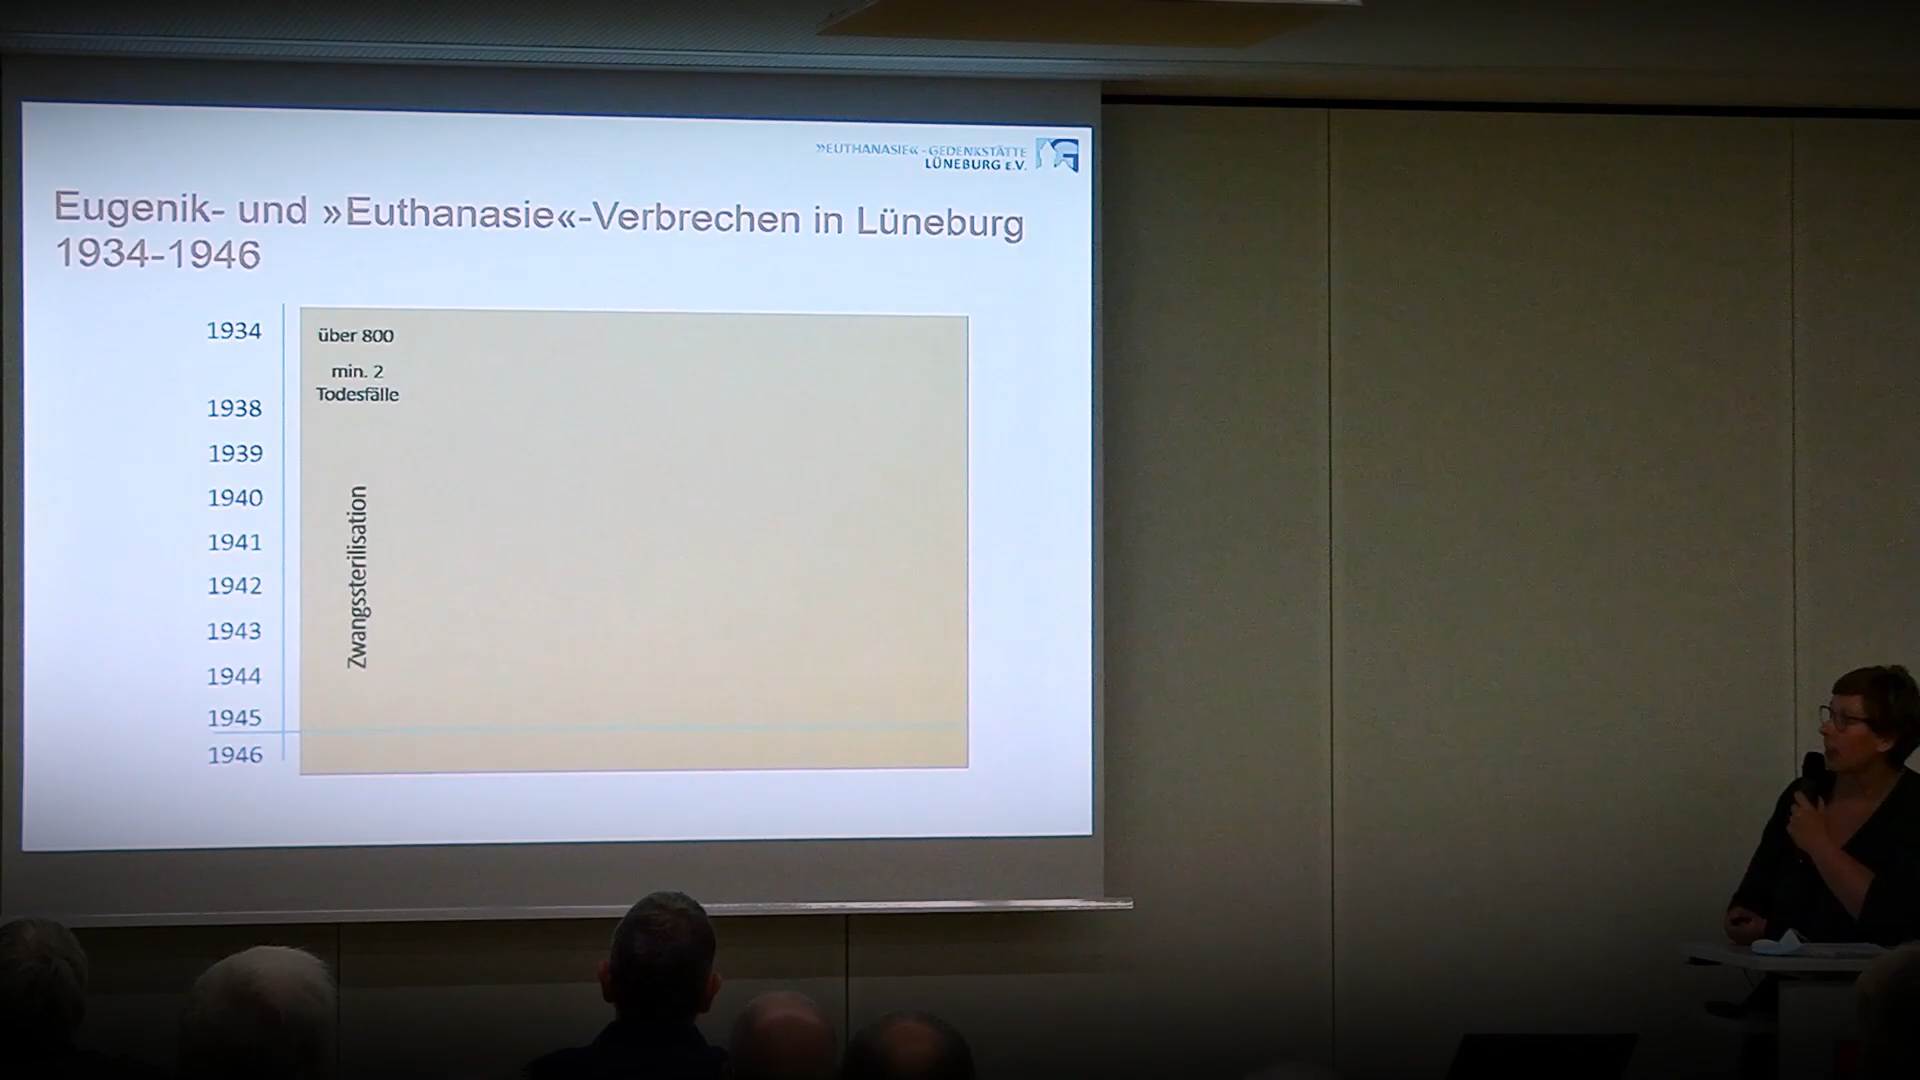 »EUTHANASIE« - GEDENKSTÄTTE
LÜNEBURG E.V.
Eugenik- und »Euthanasie«-Verbrechen in Lüneburg
1934-1946
1934
über 800
min. 2
Todesfälle
1938
1939
1940
1941
1942
1943
1944
1945
1946
Zwangssterilisation